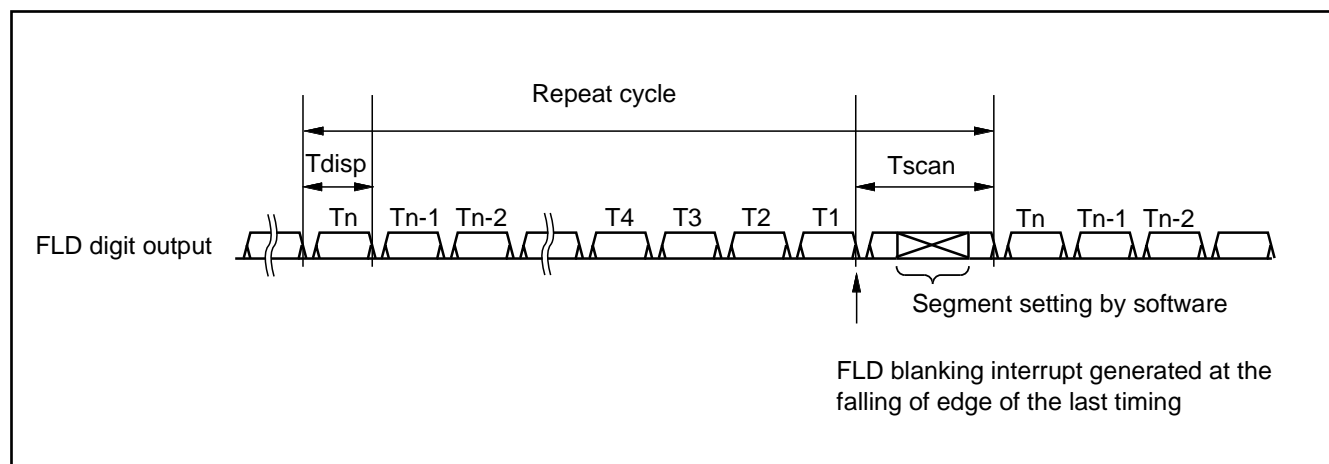 Repeat cycle
Tdisp
Tscan
Tn Tn-1 Tn-2 T4 T3 T2 T1 Tn Tn-1 Tn-2
FLD digit output
Segment setting by software
FLD blanking interrupt generated at the
falling of edge of the last timing